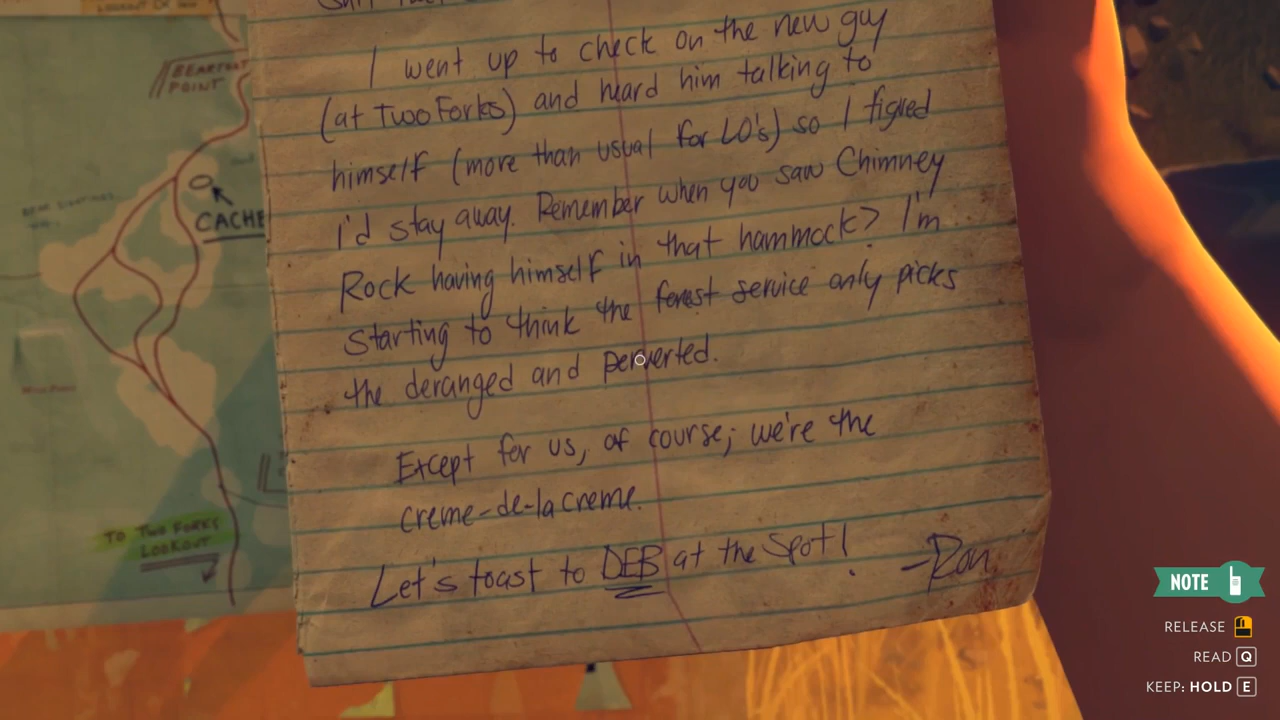 LOOKOUT
BEARTOOT
POINT
CACHE
TO TWO FORKS
LOOKOUT
I went up to check on the new guy
(at Two Forks) and heard him talking to
himself (more than usual for LO's) so I figred
I'd stay away. Remember when you saw Chimney
Rock having himself in that hammock? I'm
starting to think the forest service only picks
the deranged and perverted.
Except for us, of course; we're the
creme-de-la creme.
Let's toast to DEB at the Spot!
-Ron
NOTE
RELEASE
READ Q
KEEP: HOLD E